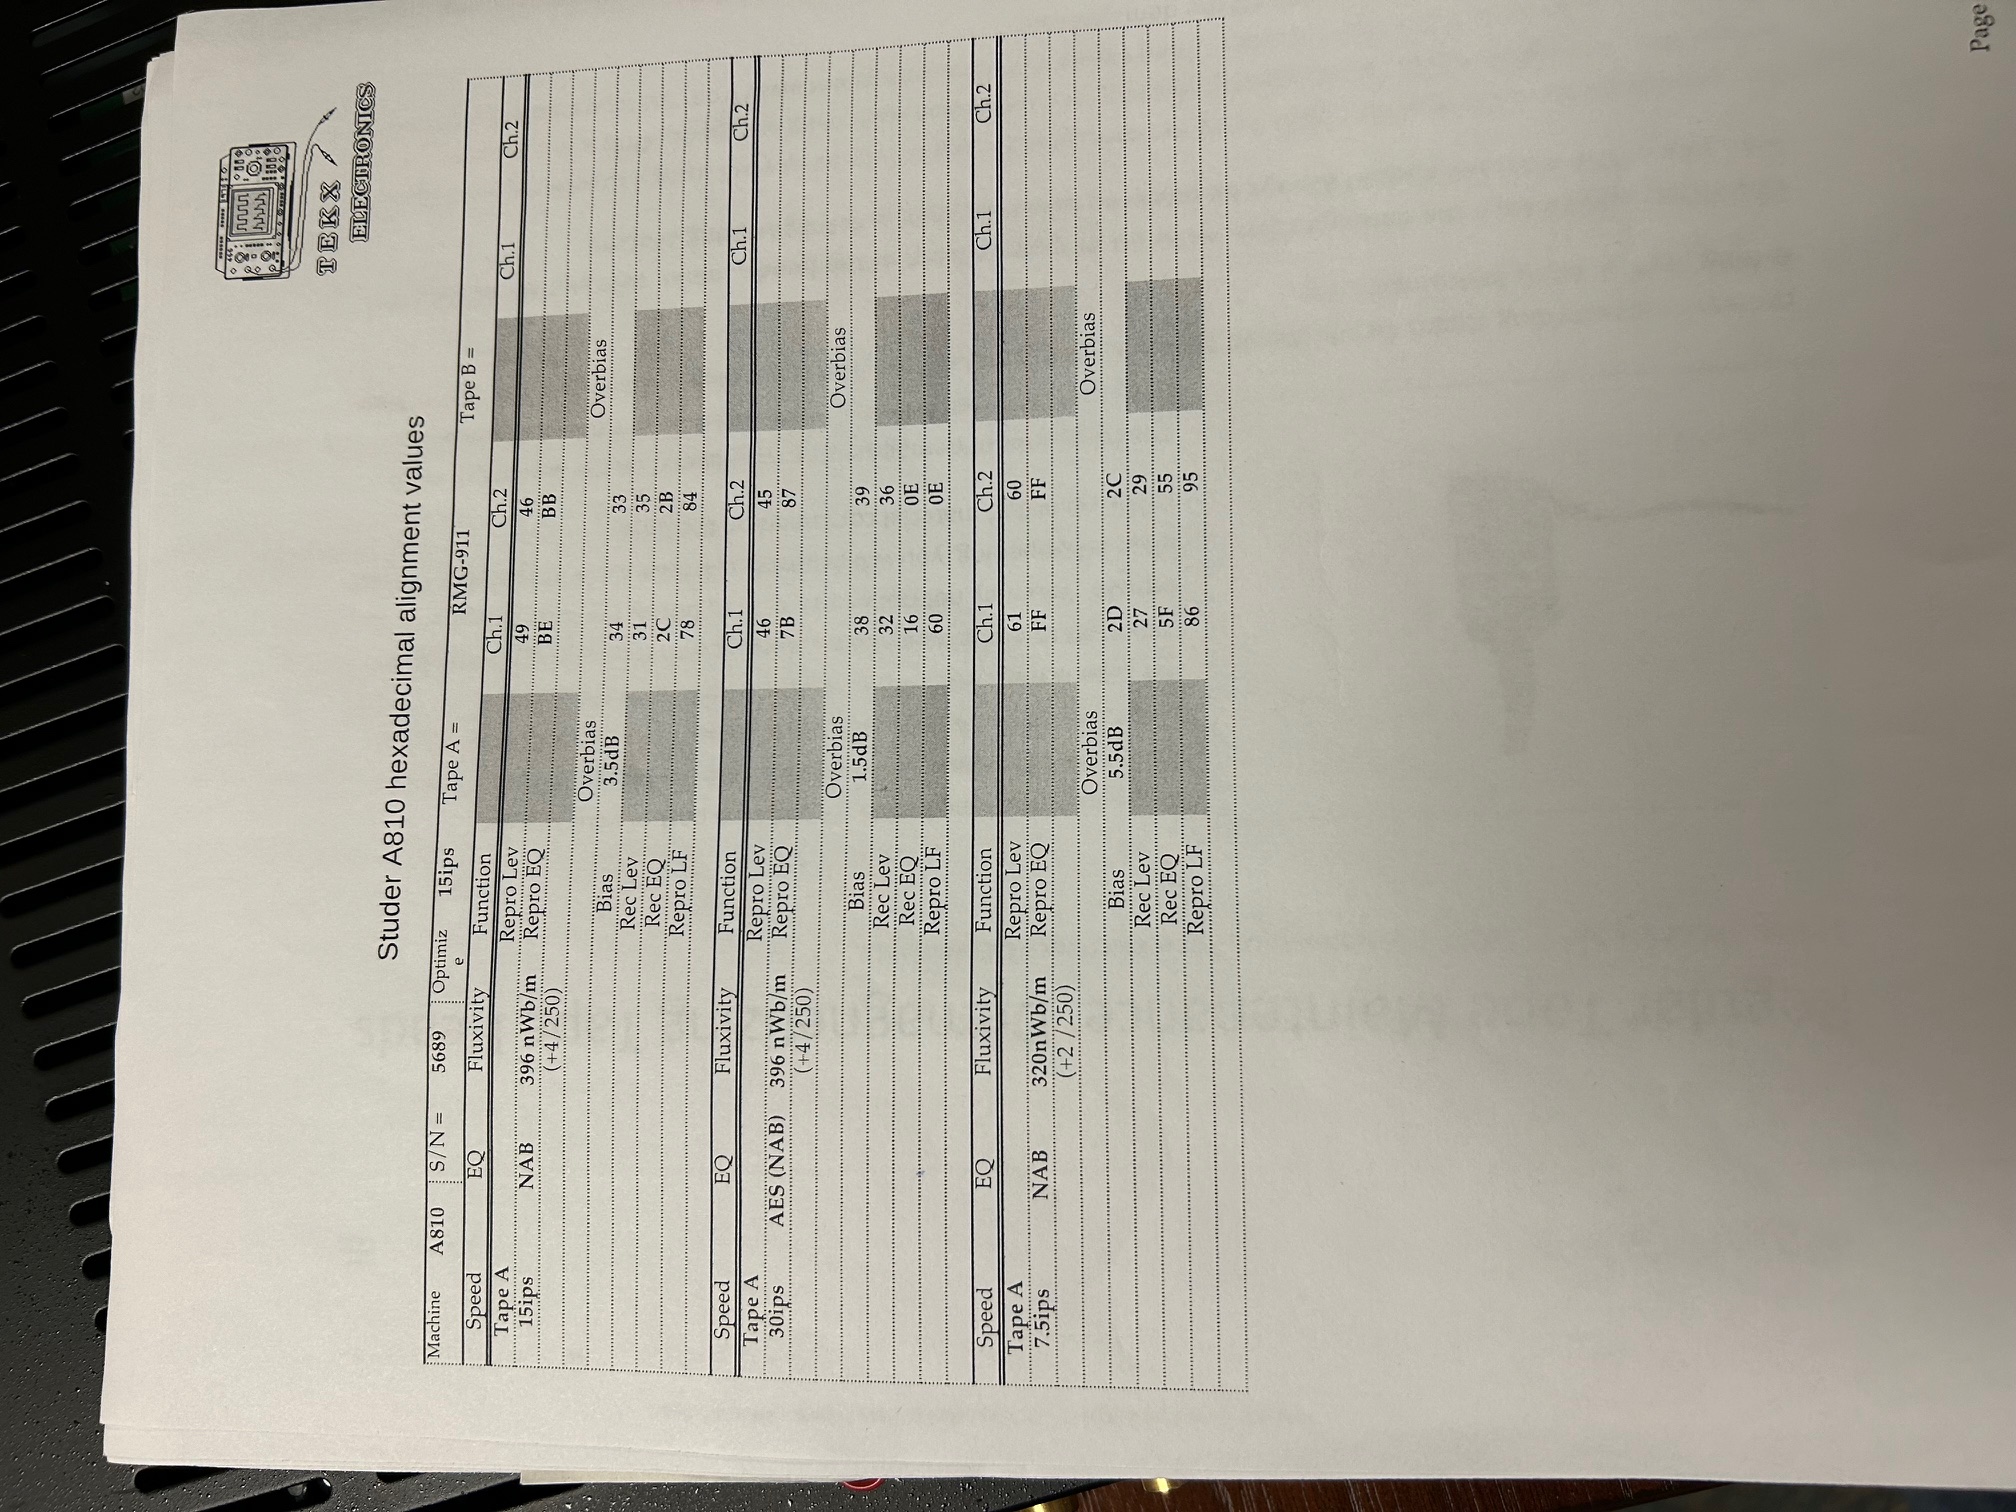 TEKX
ELECTRONICS
Studer A810 hexadecimal alignment values
Machine A810 S/N = 5689 Optimiz
e 15ips Tape A = RMG-911 Tape B =
Speed EQ Fluxivity Function Ch.1 Ch.2 Ch.1 Ch.2
Tape A Repro Lev 49 46
15ips NAB 396 nWb/m Repro EQ BE BB
(+4/250)
Overbias Overbias
Bias 3.5dB 34 33
Rec Lev 31 35
Rec EQ 2C 2B
Repro LF 78 84
Speed EQ Fluxivity Function Ch.1 Ch.2 Ch.1 Ch.2
Tape A Repro Lev 46 45
30ips AES (NAB) 396 nWb/m Repro EQ 7B 87
(+4/250)
Overbias Overbias
Bias 1.5dB 38 39
Rec Lev 32 36
Rec EQ 16 0E
Repro LF 60 0E
Speed EQ Fluxivity Function Ch.1 Ch.2 Ch.1 Ch.2
Tape A Repro Lev 61 60
7.5ips NAB 320nWb/m Repro EQ FF FF
(+2 /250)
Overbias Overbias
Bias 5.5dB 2D 2C
Rec Lev 27 29
Rec EQ 5F 55
Repro LF 86 95
Page